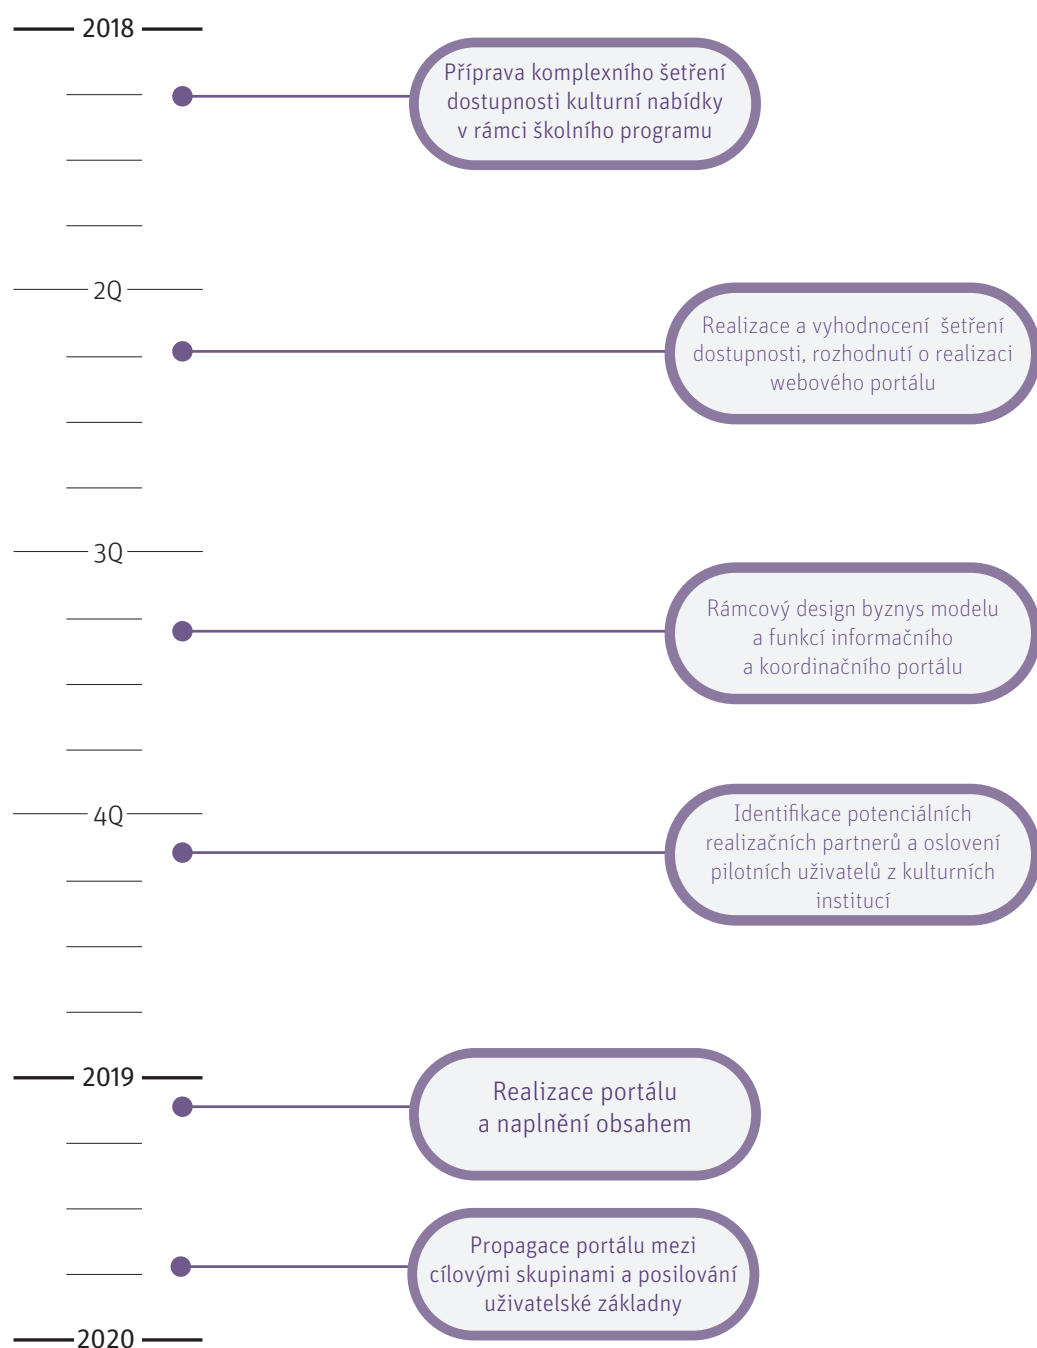 2018
Příprava komplexního šetření
dostupnosti kulturní nabídky
v rámci školního programu
2Q
Realizace a vyhodnocení šetření
dostupnosti, rozhodnutí o realizaci
webového portálu
3Q
Rámcový design byznys modelu
a funkcí informačního
a koordinačního portálu
4Q
Identifikace potenciálních
realizačních partnerů a oslovení
pilotních uživatelů z kulturních
institucí
2019
Realizace portálu
a naplnění obsahem
Propagace portálu mezi
cílovými skupinami a posilování
uživatelské základny
2020